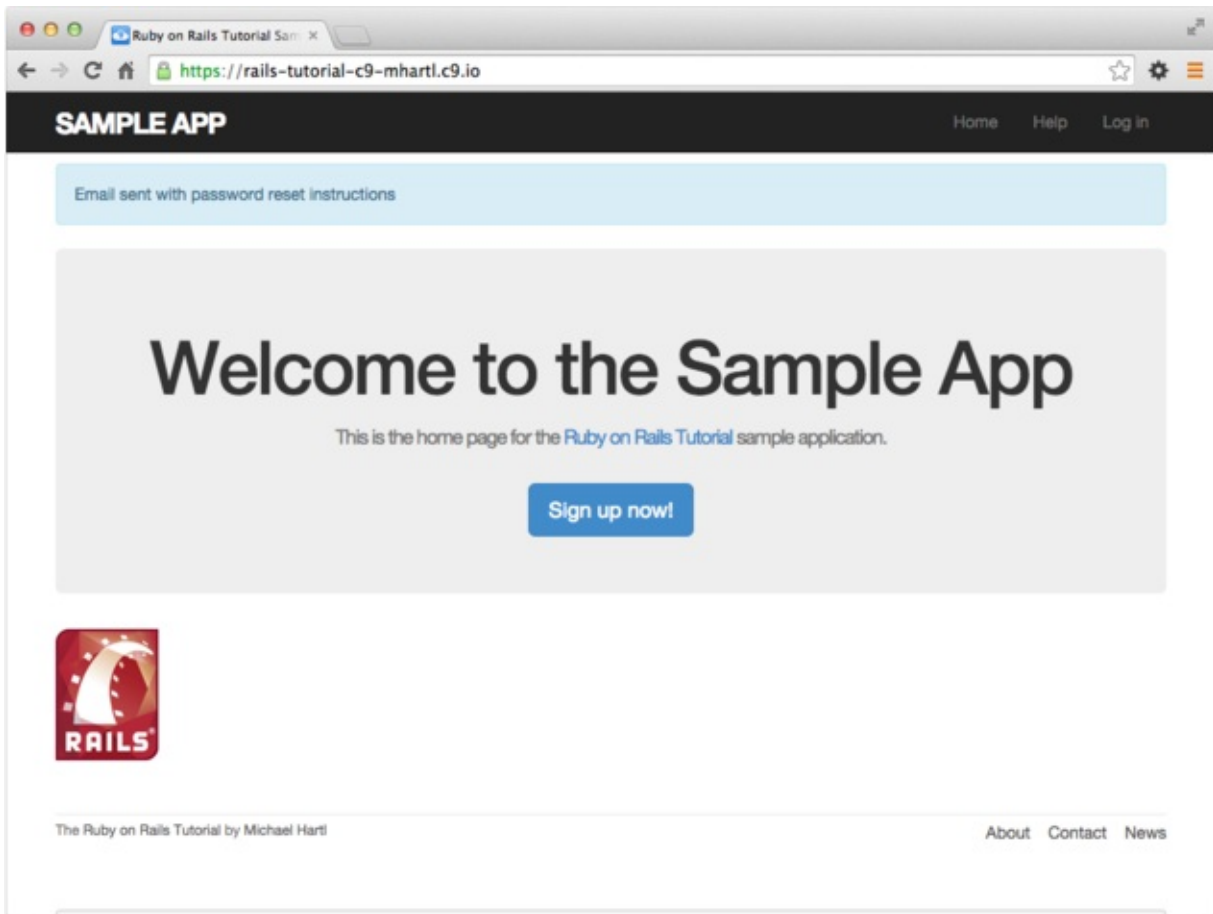 Ruby on Rails Tutorial Sam
https://rails-tutorial-c9-mhartl.c9.io
SAMPLE APP
Home Help Log in
Email sent with password reset instructions
Welcome to the Sample App
This is the home page for the Ruby on Rails Tutorial sample application.
Sign up now!
RAILS
The Ruby on Rails Tutorial by Michael Hartl
About Contact News